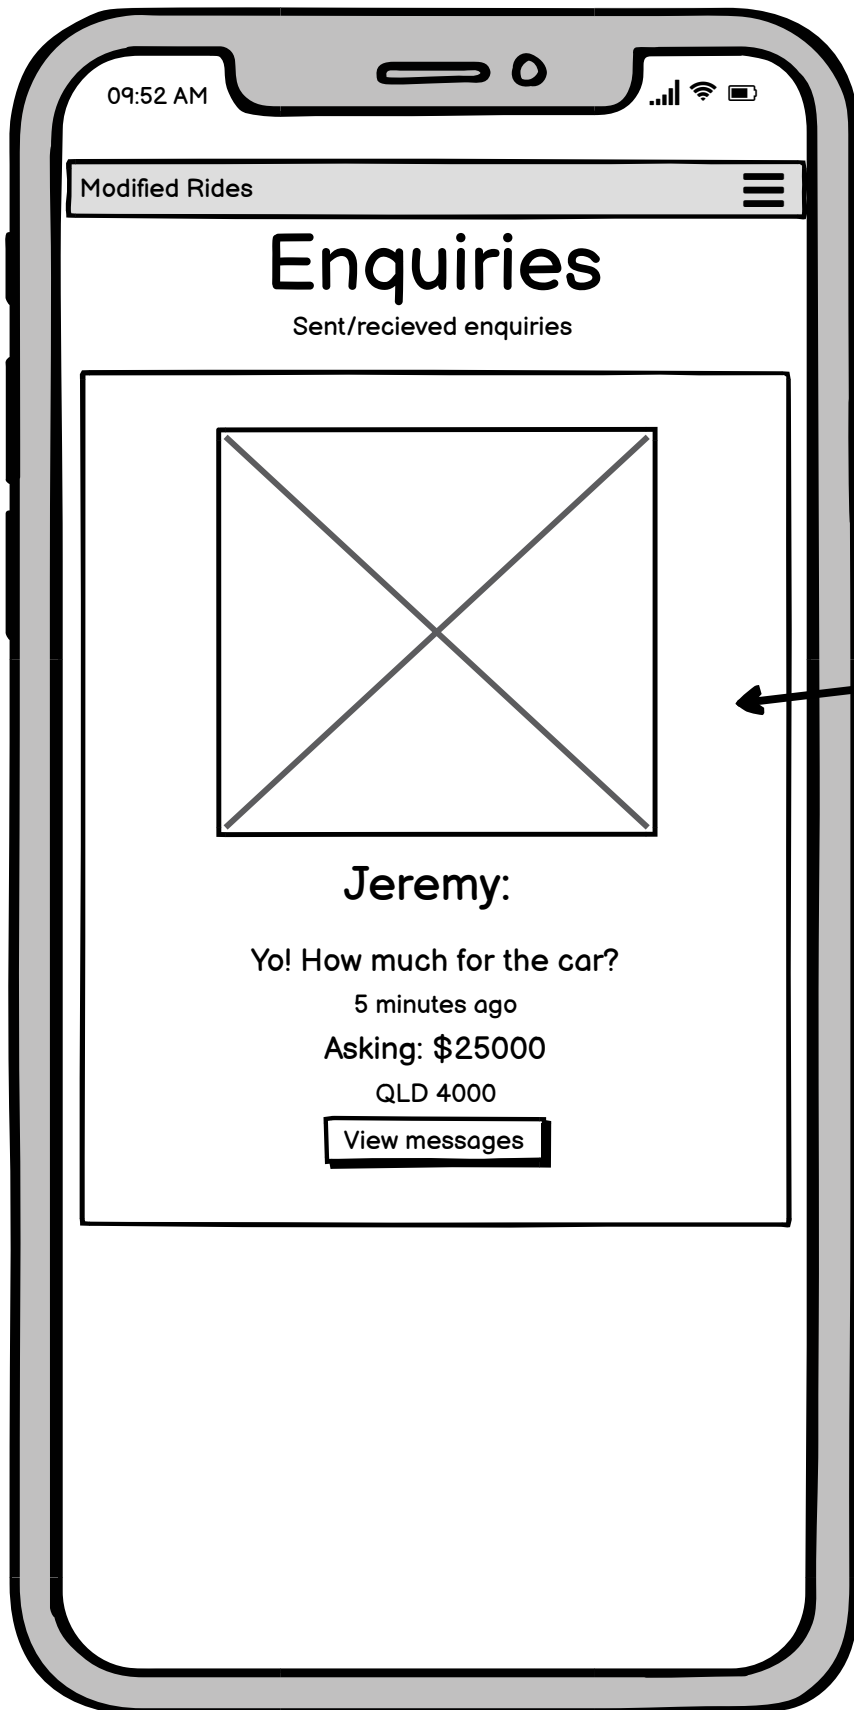 09:52 AM
Modified Rides
Enquiries
Sent/recieved enquiries
Jeremy:
Yo! How much for the car?
5 minutes ago
Asking: $25000
QLD 4000
View messages